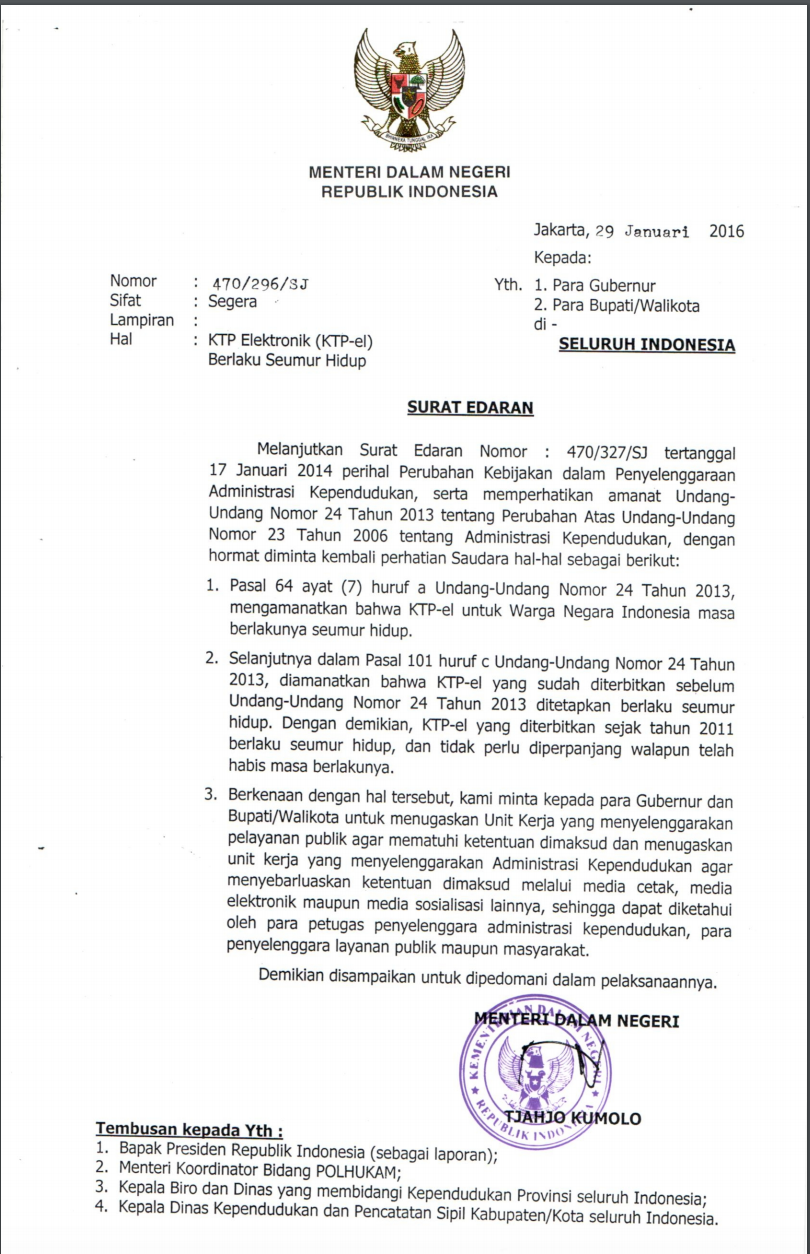 BHINNEKA TUNGGAL IKA
MENTERI DALAM NEGERI
REPUBLIK INDONESIA
Jakarta, 29 Januari 2016
Kepada:
Nomor : 470/296/SJ
Sifat : Segera
Lampiran :
Hal : KTP Elektronik (KTP-el)
Berlaku Seumur Hidup
Yth. 1. Para Gubernur
2. Para Bupati/Walikota
di -
SELURUH INDONESIA
SURAT EDARAN
Melanjutkan Surat Edaran Nomor : 470/327/SJ tertanggal
17 Januari 2014 perihal Perubahan Kebijakan dalam Penyelenggaraan
Administrasi Kependudukan, serta memperhatikan amanat Undang-
Undang Nomor 24 Tahun 2013 tentang Perubahan Atas Undang-Undang
Nomor 23 Tahun 2006 tentang Administrasi Kependudukan, dengan
hormat diminta kembali perhatian Saudara hal-hal sebagai berikut:
1. Pasal 64 ayat (7) huruf a Undang-Undang Nomor 24 Tahun 2013,
mengamanatkan bahwa KTP-el untuk Warga Negara Indonesia masa
berlakunya seumur hidup.
2. Selanjutnya dalam Pasal 101 huruf c Undang-Undang Nomor 24 Tahun
2013, diamanatkan bahwa KTP-el yang sudah diterbitkan sebelum
Undang-Undang Nomor 24 Tahun 2013 ditetapkan berlaku seumur
hidup. Dengan demikian, KTP-el yang diterbitkan sejak tahun 2011
berlaku seumur hidup, dan tidak perlu diperpanjang walapun telah
habis masa berlakunya.
3. Berkenaan dengan hal tersebut, kami minta kepada para Gubernur dan
Bupati/Walikota untuk menugaskan Unit Kerja yang menyelenggarakan
pelayanan publik agar mematuhi ketentuan dimaksud dan menugaskan
unit kerja yang menyelenggarakan Administrasi Kependudukan agar
menyebarluaskan ketentuan dimaksud melalui media cetak, media
elektronik maupun media sosialisasi lainnya, sehingga dapat diketahui
oleh para petugas penyelenggara administrasi kependudukan, para
penyelenggara layanan publik maupun masyarakat.
Demikian disampaikan untuk dipedomani dalam pelaksanaannya.
MENTERI DALAM NEGERI
KEMENTERIAN DALAM NEGERI
REPUBLIK INDONESIA
TJAHJO KUMOLO
Tembusan kepada Yth :
1. Bapak Presiden Republik Indonesia (sebagai laporan);
2. Menteri Koordinator Bidang POLHUKAM;
3. Kepala Biro dan Dinas yang membidangi Kependudukan Provinsi seluruh Indonesia;
4. Kepala Dinas Kependudukan dan Pencatatan Sipil Kabupaten/Kota seluruh Indonesia.